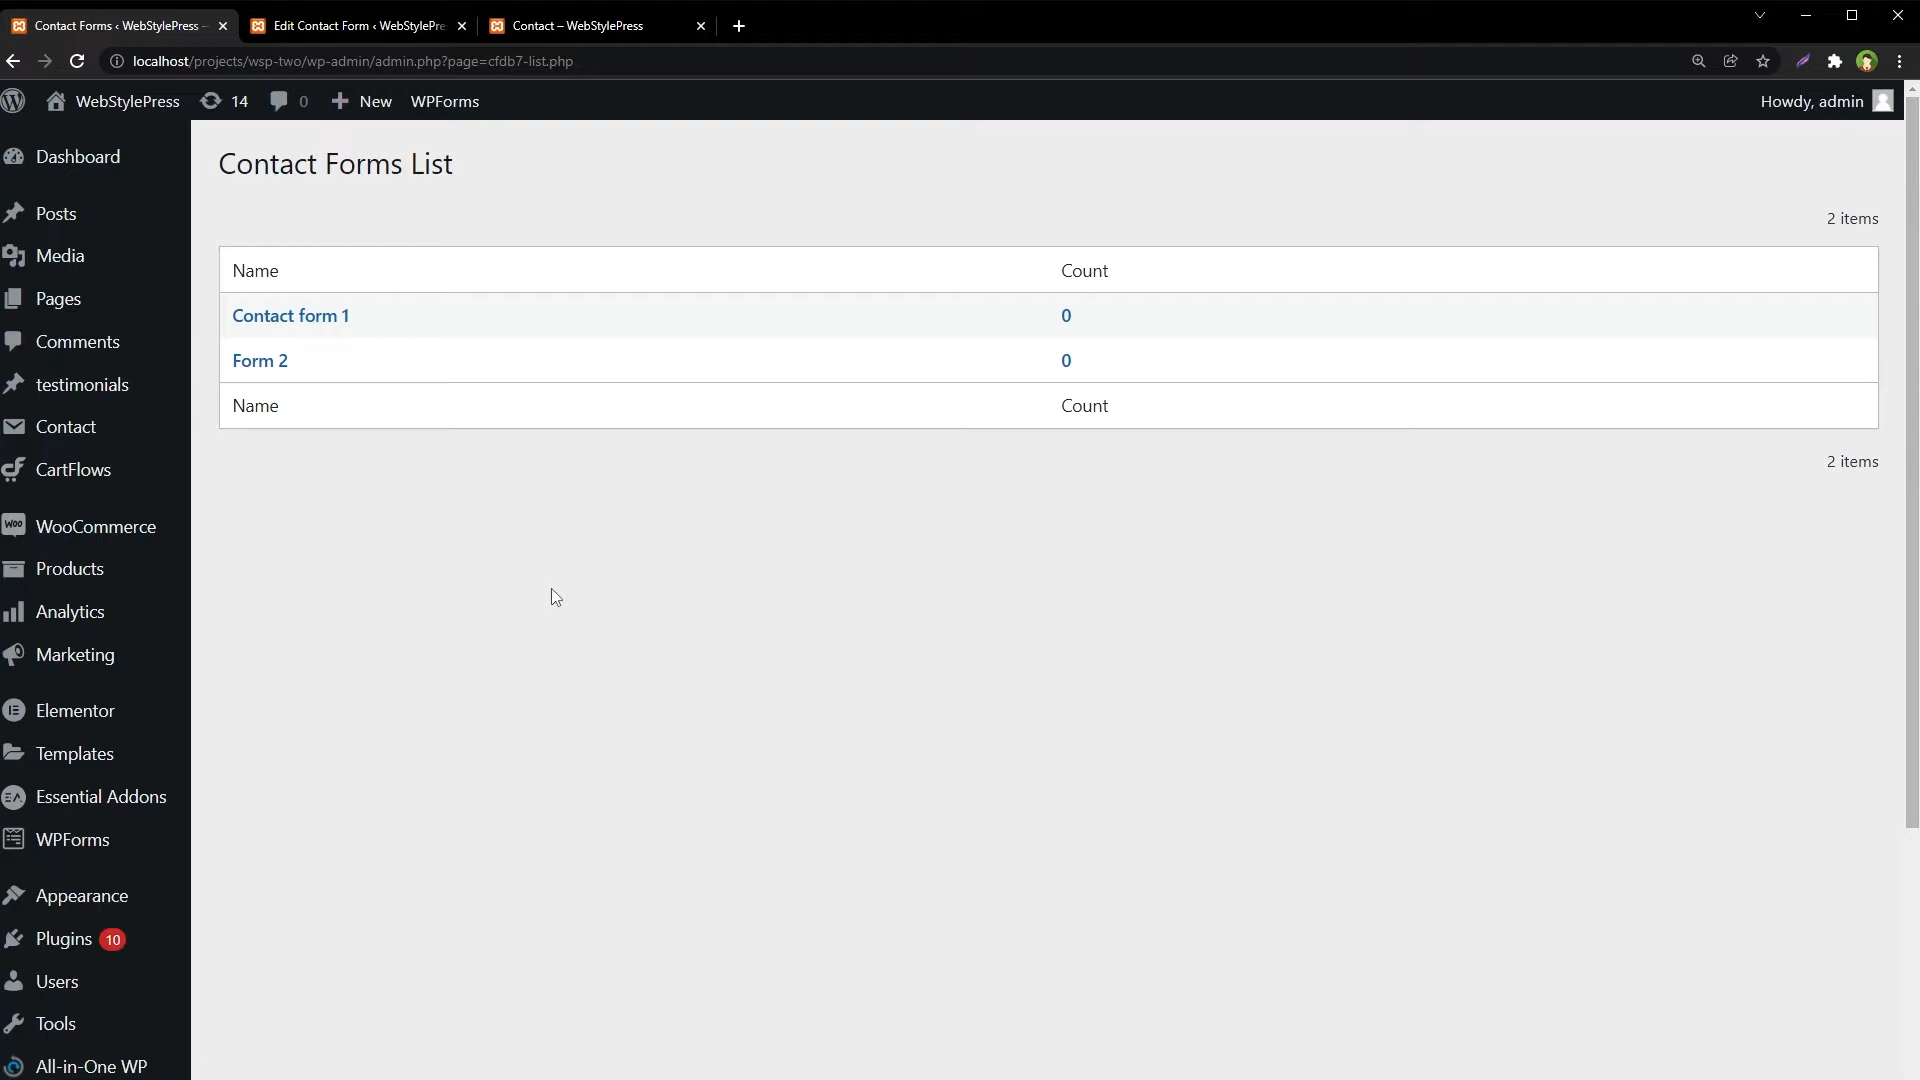 Contact Forms ‹ WebStylePress –
Edit Contact Form ‹ WebStylePre
Contact – WebStylePress
localhost/projects/wsp-two/wp-admin/admin.php?page=cfdb7-list.php
WebStylePress
14
0
New
WPForms
Howdy, admin
Dashboard
Posts
Media
Pages
Comments
testimonials
Contact
CartFlows
WOO
WooCommerce
Products
Analytics
Marketing
Elementor
Templates
Essential Addons
WPForms
Appearance
Plugins 10
Users
Tools
All-in-One WP
Contact Forms List
2 items
Name Count
Contact form 1 0
Form 2 0
Name Count
2 items